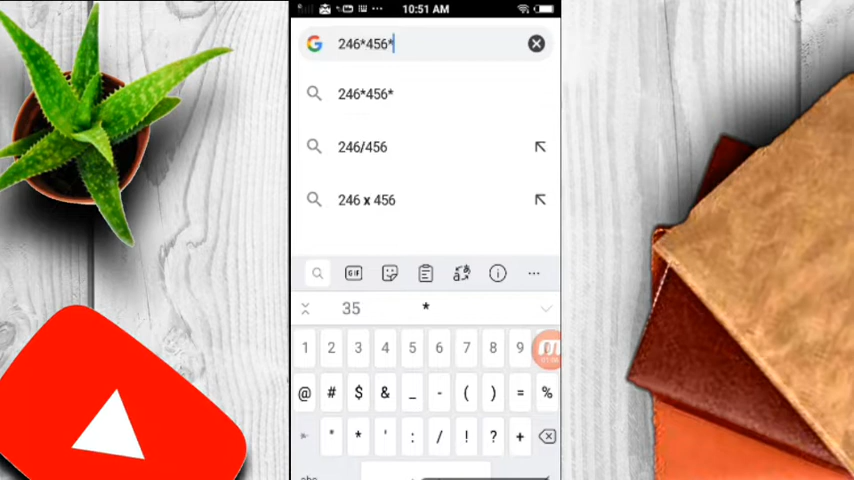 10:51 AM
246*456*
246*456*
246/456
246 x 456
GIF
35 *
1 2 3 4 5 6 7 8 9
@ # $ & _ - ( ) = %
" * ' : / ! ? +